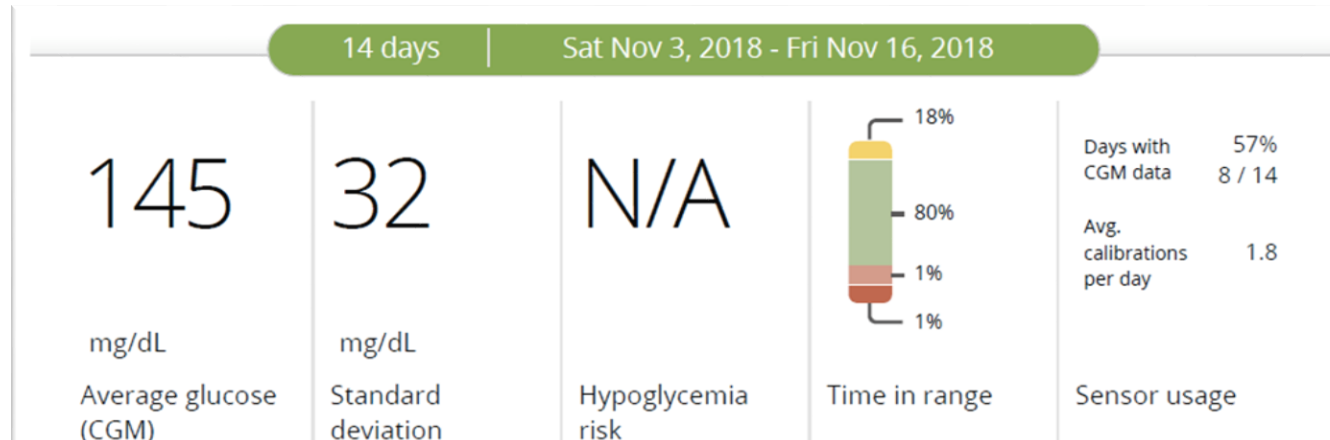 14 days
Sat Nov 3, 2018 - Fri Nov 16, 2018
145
mg/dL
Average glucose
(CGM)
32
mg/dL
Standard
deviation
N/A
Hypoglycemia
risk
18%
80%
1%
1%
Time in range
Days with
CGM data
57%
8 / 14
Avg.
calibrations
per day
1.8
Sensor usage